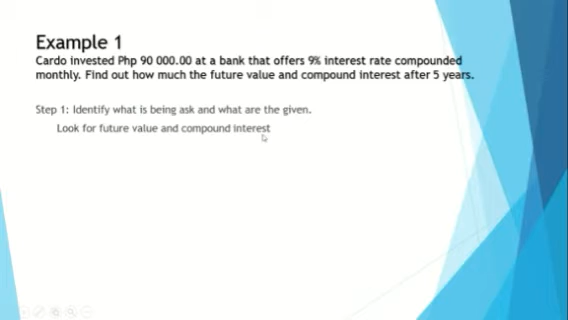 Example 1
Cardo invested Php 90 000.00 at a bank that offers 9% interest rate compounded
monthly. Find out how much the future value and compound interest after 5 years.
Step 1: Identify what is being ask and what are the given.
Look for future value and compound interest